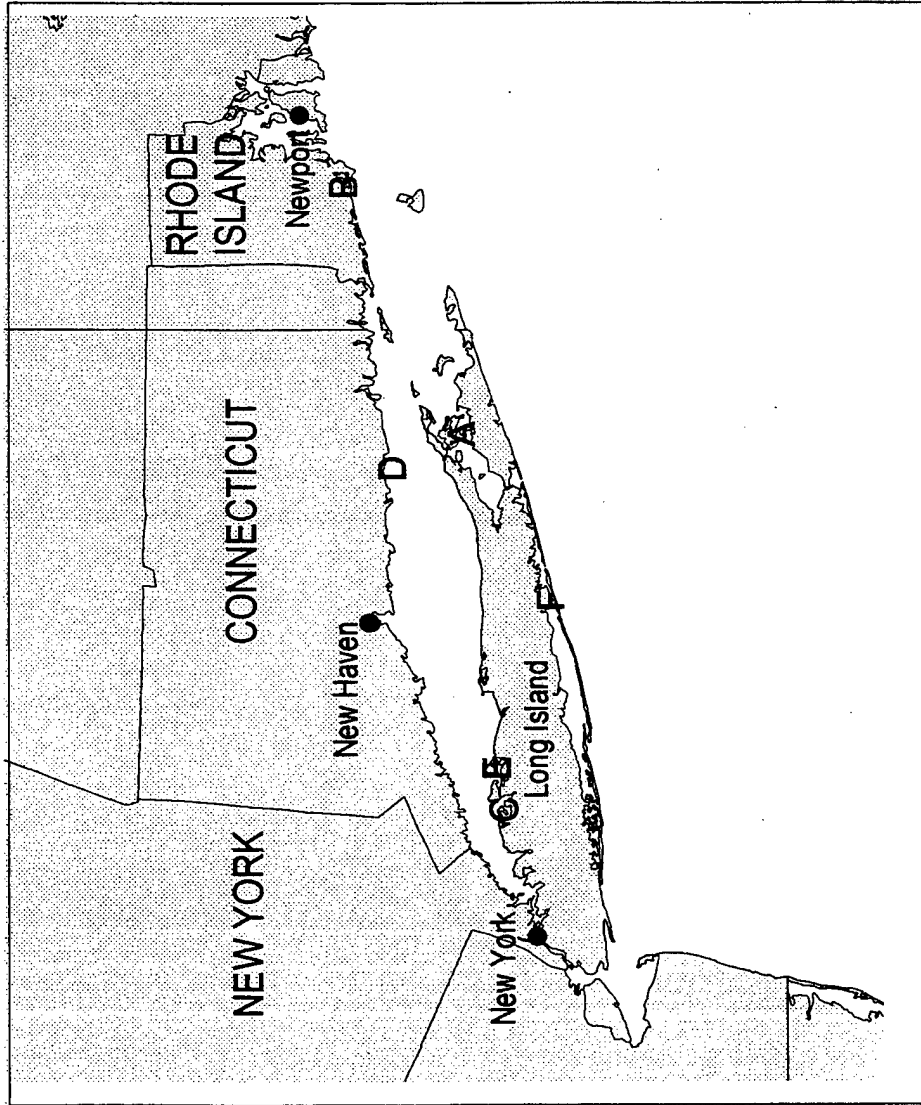 NEW YORK
CONNECTICUT
RHODE
ISLAND
New York
New Haven
Newport
Long Island
A
B
D
E
F